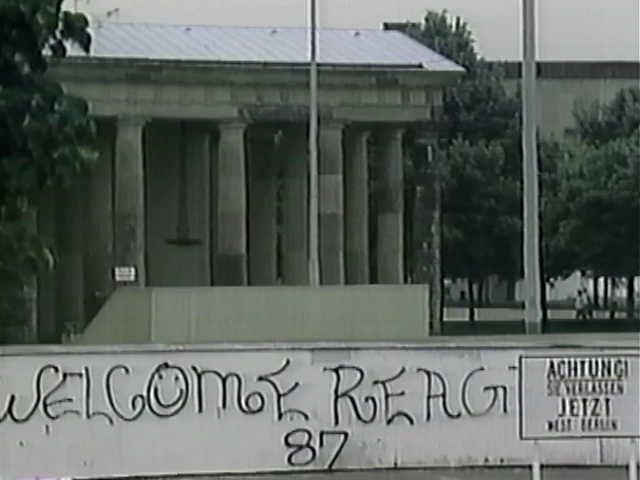 WELCOME REAG
87
ACHTUNG!
SIE VERLASSEN
JETZT
WEST BERLIN